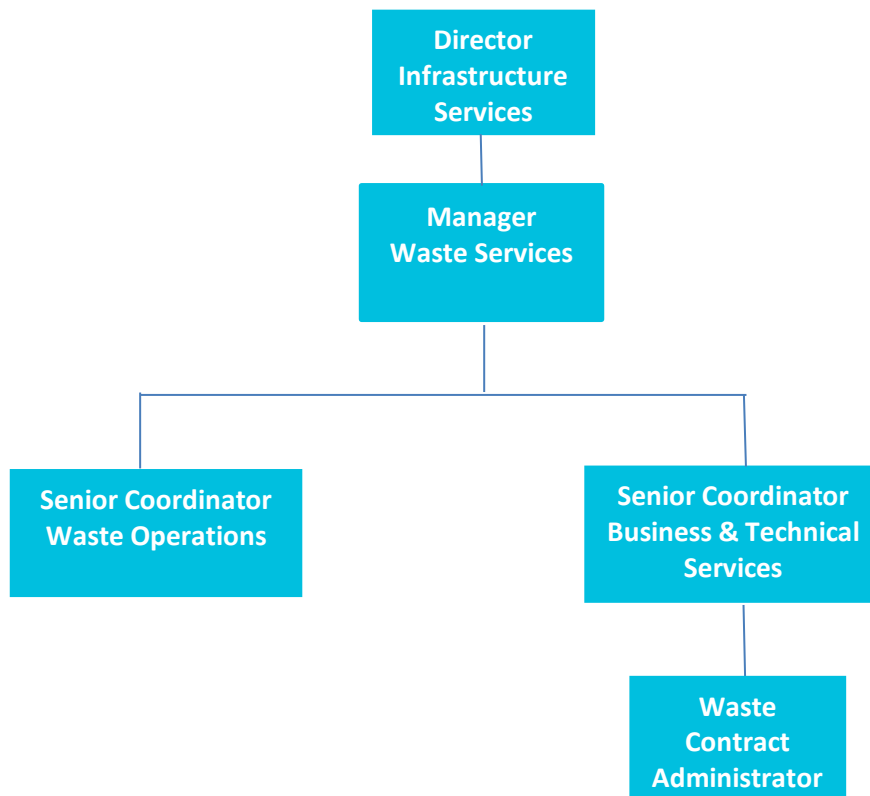 Director
Infrastructure
Services
Manager
Waste Services
Senior Coordinator
Waste Operations
Senior Coordinator
Business & Technical
Services
Waste
Contract
Administrator